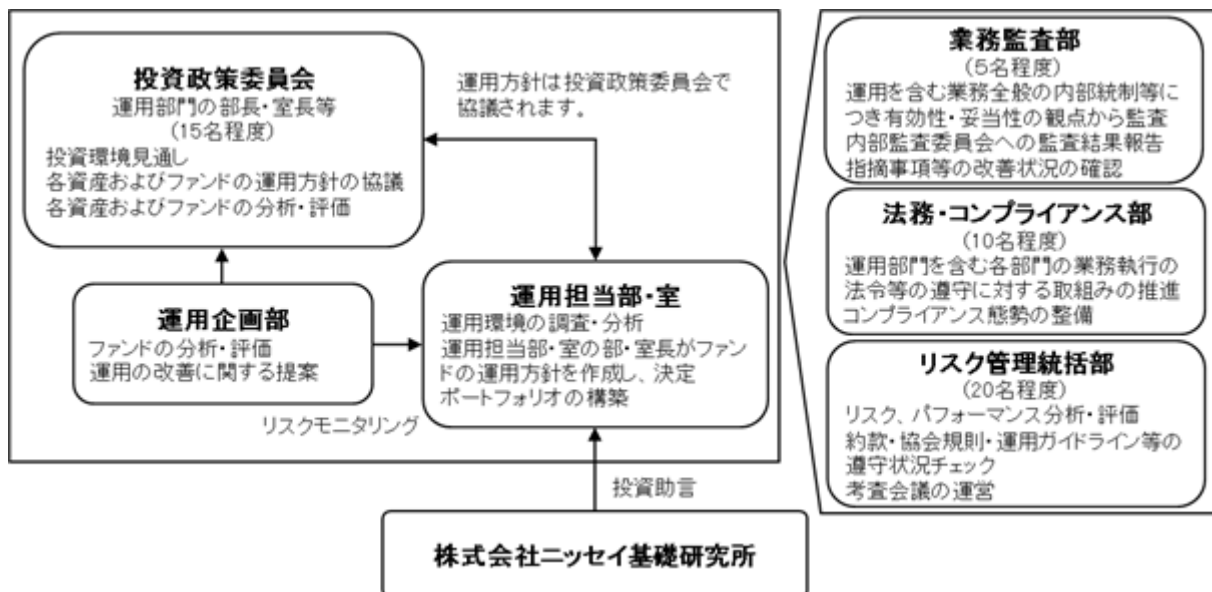 投資政策委員会
運用部門の部長・室長等
(15名程度)
投資環境見通し
各資産およびファンドの運用方針の協議
各資産およびファンドの分析・評価
運用方針は投資政策委員会で
協議されます。
運用企画部
ファンドの分析・評価
運用の改善に関する提案
リスクモニタリング
運用担当部・室
運用環境の調査・分析
運用担当部・室の部・室長がファン
ドの運用方針を作成し、決定
ポートフォリオの構築
投資助言
株式会社ニッセイ基礎研究所
業務監査部
(5名程度)
運用を含む業務全般の内部統制等に
つき有効性・妥当性の観点から監査
内部監査委員会への監査結果報告
指摘事項等の改善状況の確認
法務・コンプライアンス部
(10名程度)
運用部門を含む各部門の業務執行の
法令等の遵守に対する取組みの推進
コンプライアンス態勢の整備
リスク管理統括部
(20名程度)
リスク、パフォーマンス分析・評価
約款・協会規則・運用ガイドライン等の
遵守状況チェック
考査会議の運営